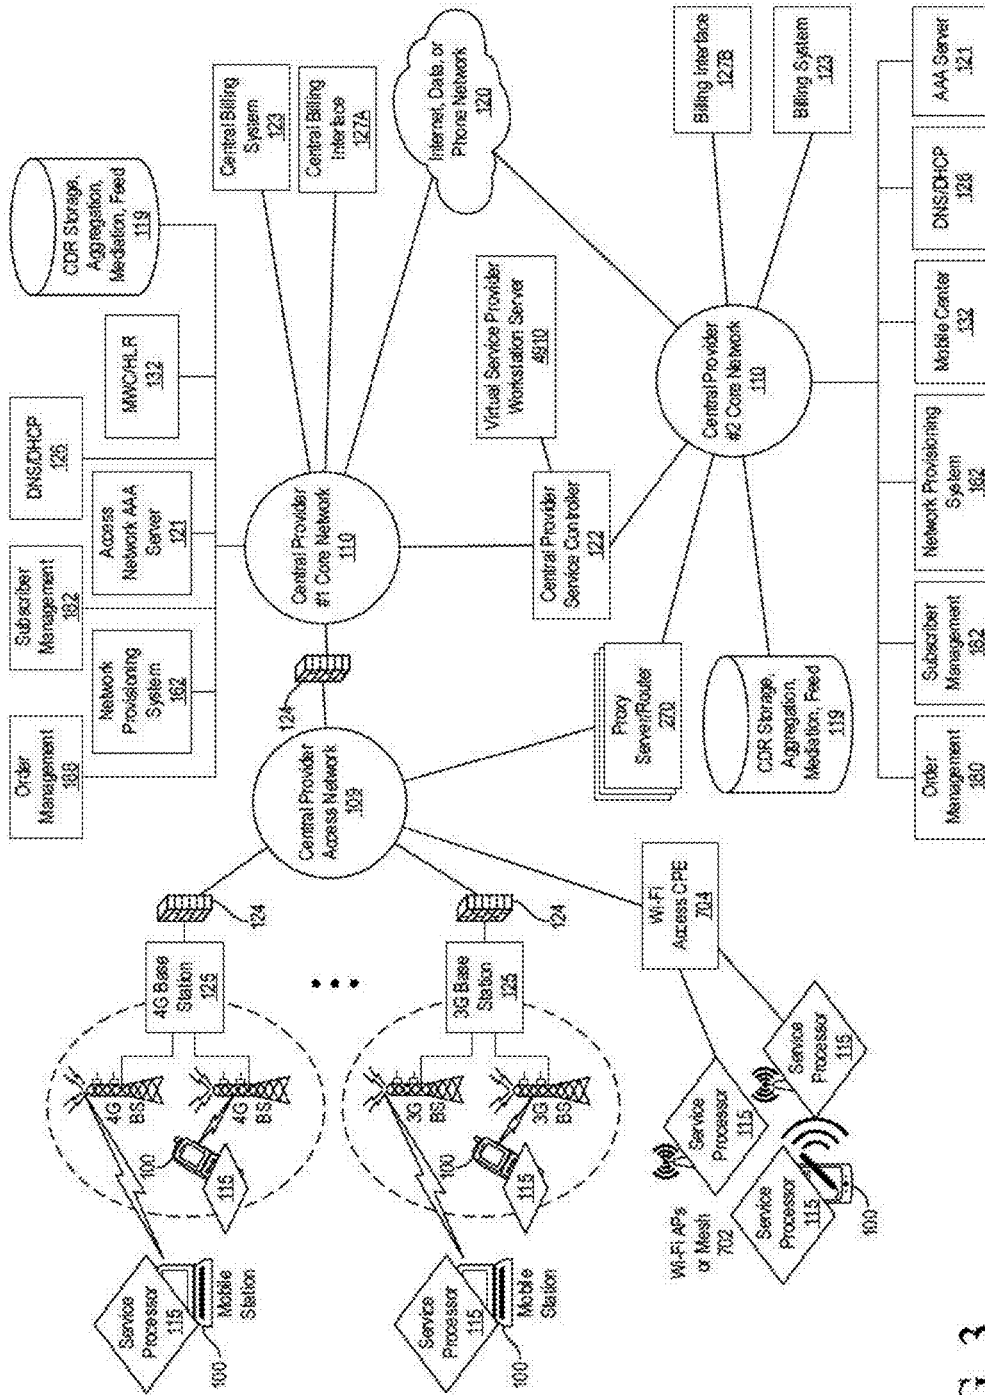 Order
Management
180
Subscriber
Management
182
DNS/DHCP
126
CDR Storage,
Aggregation,
Mediation, Feed
119
Network
Provisioning
System
162
Access
Network AAA
Server
121
MWC/HLR
132
Central Billing
System
123
Central Billing
Interface
127A
4G Base
Station
125
124
Central Provider
Access Network
109
124
Central Provider
#1 Core Network
110
Internet, Data, or
Phone Network
120
4G
BS
4G
BS
100
115
Service
Processor
115
100
Mobile
Station
3G Base
Station
125
124
3G
BS
3G
BS
100
115
Service
Processor
115
100
Mobile
Station
Virtual Service Provider
Workstation Server
4910
Central Provider
Service Controller
122
Proxy
Server/Router
270
Wi-Fi
Access CPE
704
Central Provider
#2 Core Network
110
Billing Interface
127B
Billing System
123
Wi-Fi APs
or Mesh
702
Service
Processor
115
Service
Processor
115
Service
Processor
115
100
CDR Storage,
Aggregation,
Mediation, Feed
119
Order
Management
180
Subscriber
Management
182
Network Provisioning
System
162
Mobile Center
132
DNS/DHCP
126
AAA Server
121